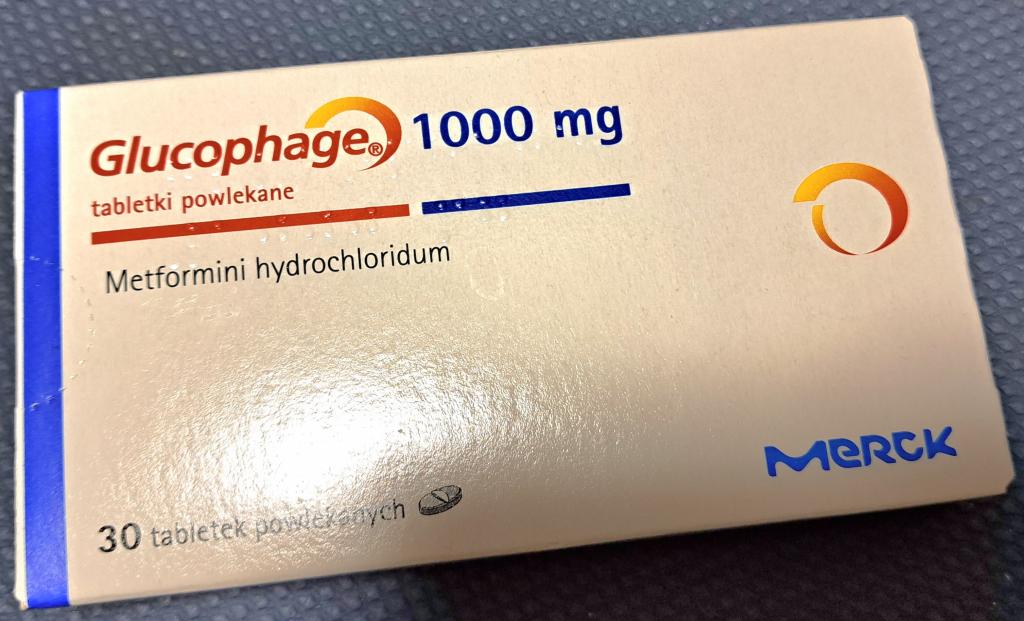 Glucophage® 1000 mg
tabletki powlekane
Metformini hydrochloridum
MERCK
30 tabletek powlekanych